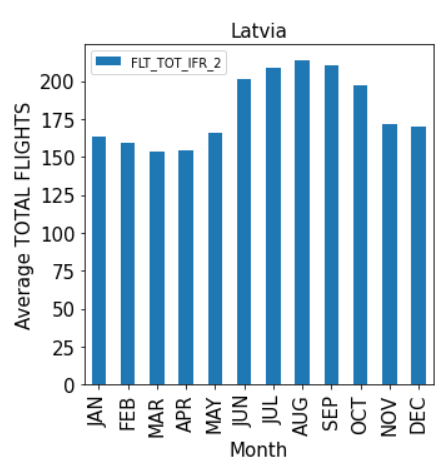 Latvia
FLT_TOT_IFR_2
Average TOTAL FLIGHTS
200
175
150
125
100
75
50
25
0
JAN FEB MAR APR MAY JUN JUL AUG SEP OCT NOV DEC
Month